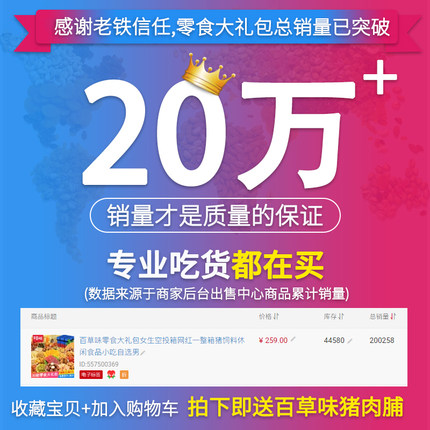 感谢老铁信任,零食大礼包总销量已突破
20万+
销量才是质量的保证
专业吃货都在买
(数据来源于商家后台出售中心商品累计销量)
商品标题 价格 库存 总销量
百草味零食大礼包女生空投箱网红一整箱猪饲料休 ¥ 259.00 44580 200258
闲食品小吃自选男
ID:557500369
电子标签
收藏宝贝+加入购物车 拍下即送百草味猪肉脯